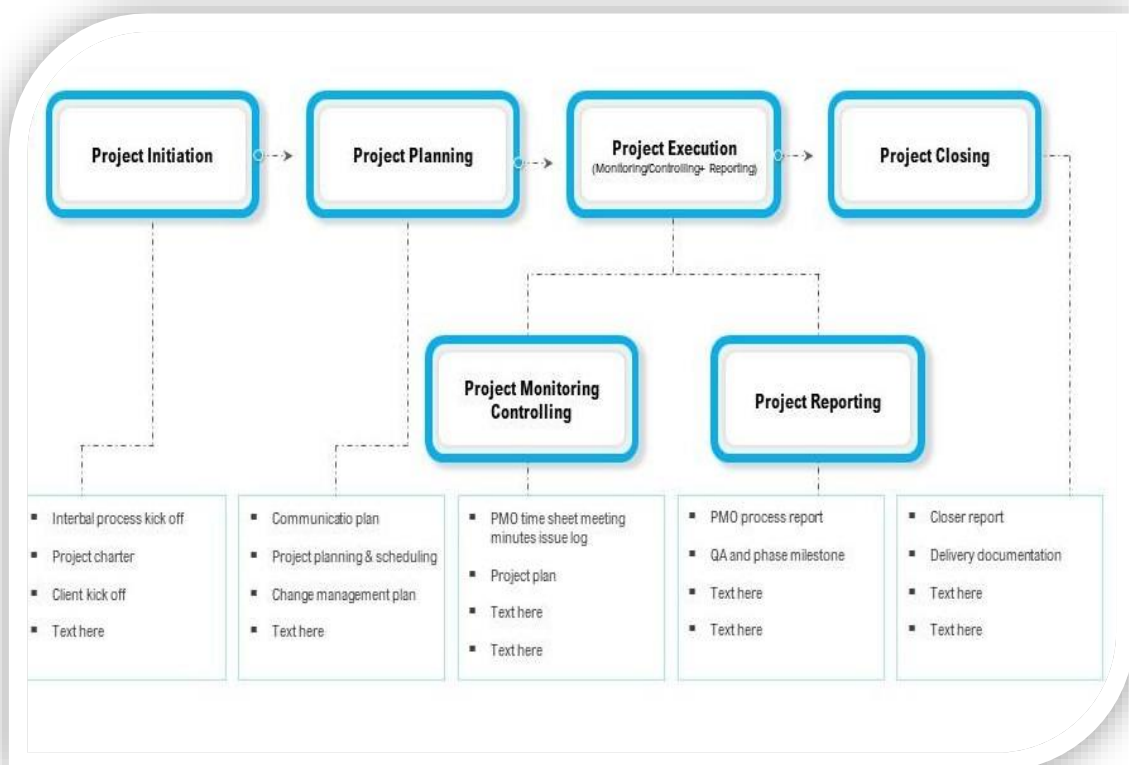 Project Initiation
Project Planning
Project Execution
(Monitoring/Controlling+ Reporting)
Project Closing
Project Monitoring
Controlling
Project Reporting
Interbal process kick off
Project charter
Client kick off
Text here
Communicatio plan
Project planning & scheduling
Change management plan
Text here
PMO time sheet meeting
minutes issue log
Project plan
Text here
Text here
PMO process report
QA and phase milestone
Text here
Text here
Closer report
Delivery documentation
Text here
Text here